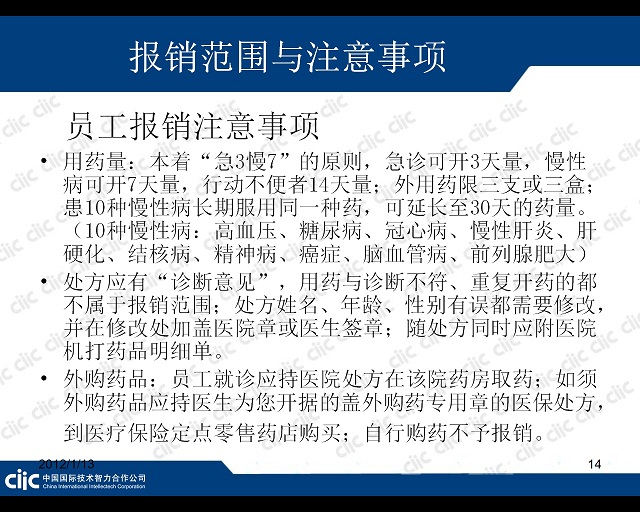 报销范围与注意事项
员工报销注意事项
• 用药量：本着“急3慢7”的原则，急诊可开3天量，慢性
病可开7天量，行动不便者14天量；外用药限三支或三盒；
患10种慢性病长期服用同一种药，可延长至30天的药量。
（10种慢性病：高血压、糖尿病、冠心病、慢性肝炎、肝
硬化、结核病、精神病、癌症、脑血管病、前列腺肥大）
• 处方应有“诊断意见”，用药与诊断不符、重复开药的都
不属于报销范围；处方姓名、年龄、性别有误都需要修改，
并在修改处加盖医院章或医生签章；随处方同时应附医院
机打药品明细单。
• 外购药品：员工就诊应持医院处方在该院药房取药；如须
外购药品应持医生为您开据的盖外购药专用章的医保处方，
到医疗保险定点零售药店购买；自行购药不予报销。
2012/1/13
14
ciic 中国国际技术智力合作公司
China International Intellectech Corporation